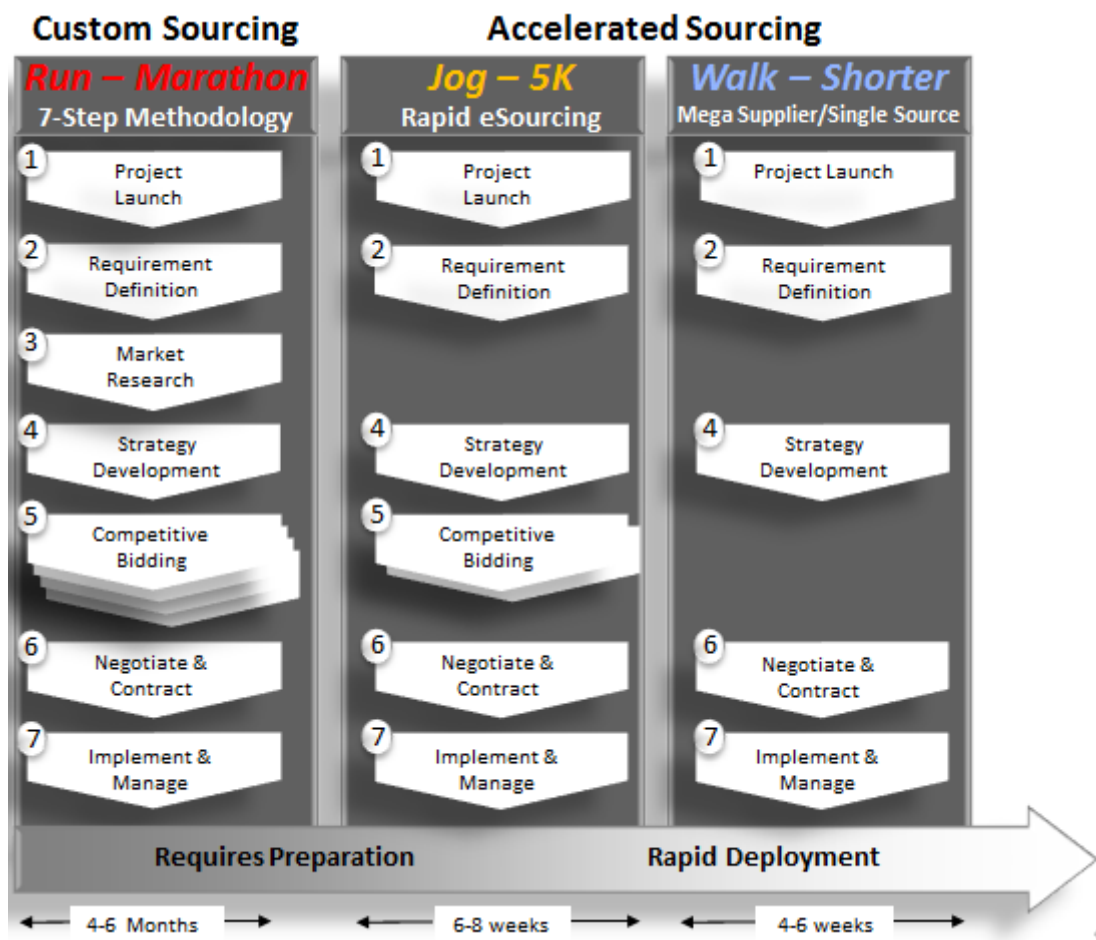 Custom Sourcing
Accelerated Sourcing
Run – Marathon
7-Step Methodology
1
Project
Launch
2
Requirement
Definition
3
Market
Research
4
Strategy
Development
5
Competitive
Bidding
6
Negotiate &
Contract
7
Implement &
Manage
Jog – 5K
Rapid eSourcing
1
Project
Launch
2
Requirement
Definition
4
Strategy
Development
5
Competitive
Bidding
6
Negotiate &
Contract
7
Implement &
Manage
Walk – Shorter
Mega Supplier/Single Source
1
Project Launch
2
Requirement
Definition
4
Strategy
Development
6
Negotiate &
Contract
7
Implement &
Manage
Requires Preparation
Rapid Deployment
4-6 Months
6-8 weeks
4-6 weeks